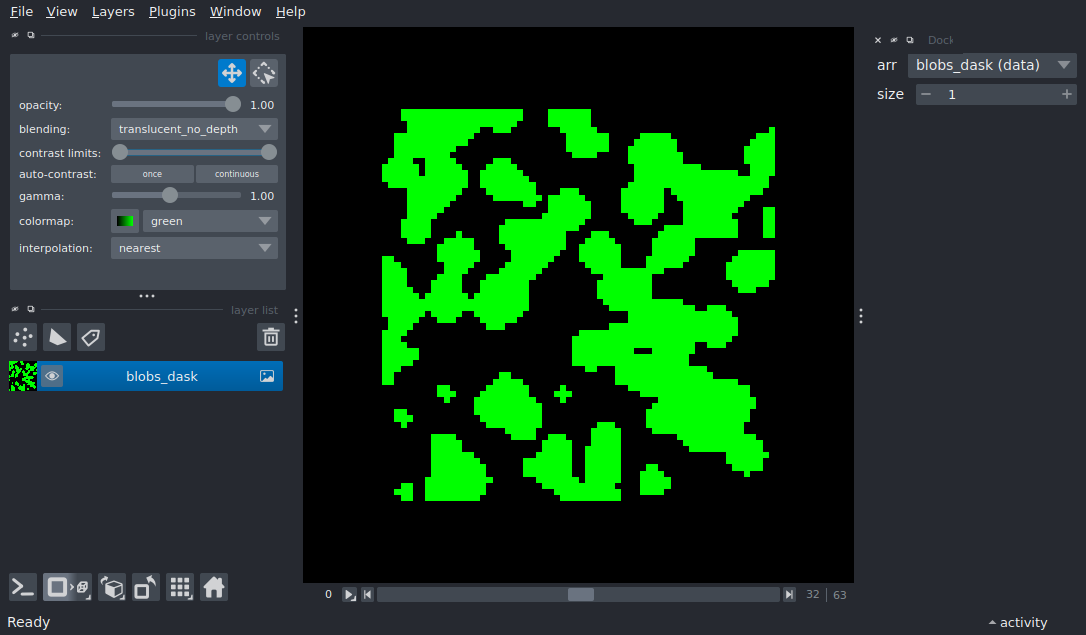 File View Layers Plugins Window Help
layer controls
opacity: 1.00
blending: translucent_no_depth
contrast limits:
auto-contrast: once continuous
gamma: 1.00
colormap: green
interpolation: nearest
layer list
blobs_dask
Dock
arr blobs_dask (data)
size 1
0 32 63
Ready
activity